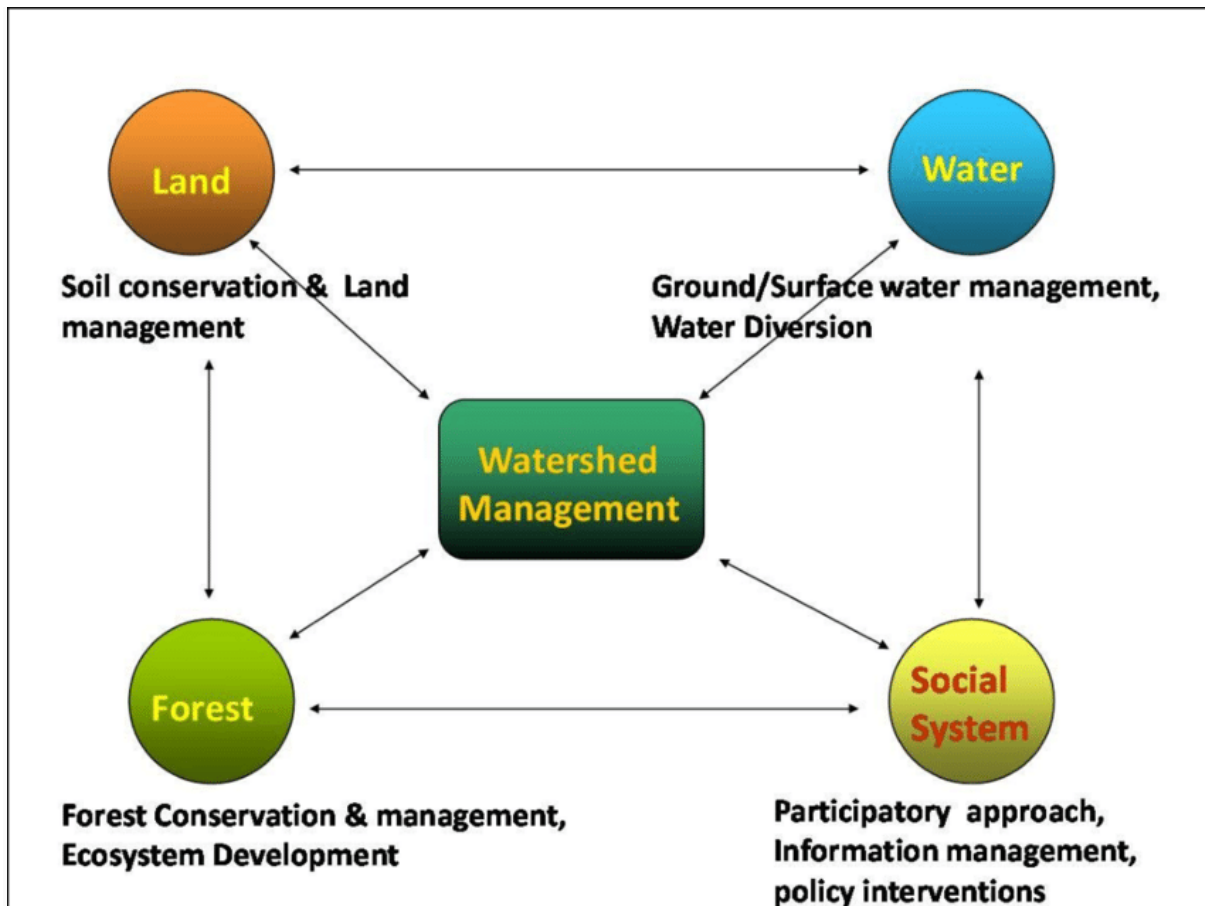 Land
Water
Soil conservation & Land
management
Ground/Surface water management,
Water Diversion
Watershed
Management
Forest
Social
System
Forest Conservation & management,
Ecosystem Development
Participatory approach,
Information management,
policy interventions